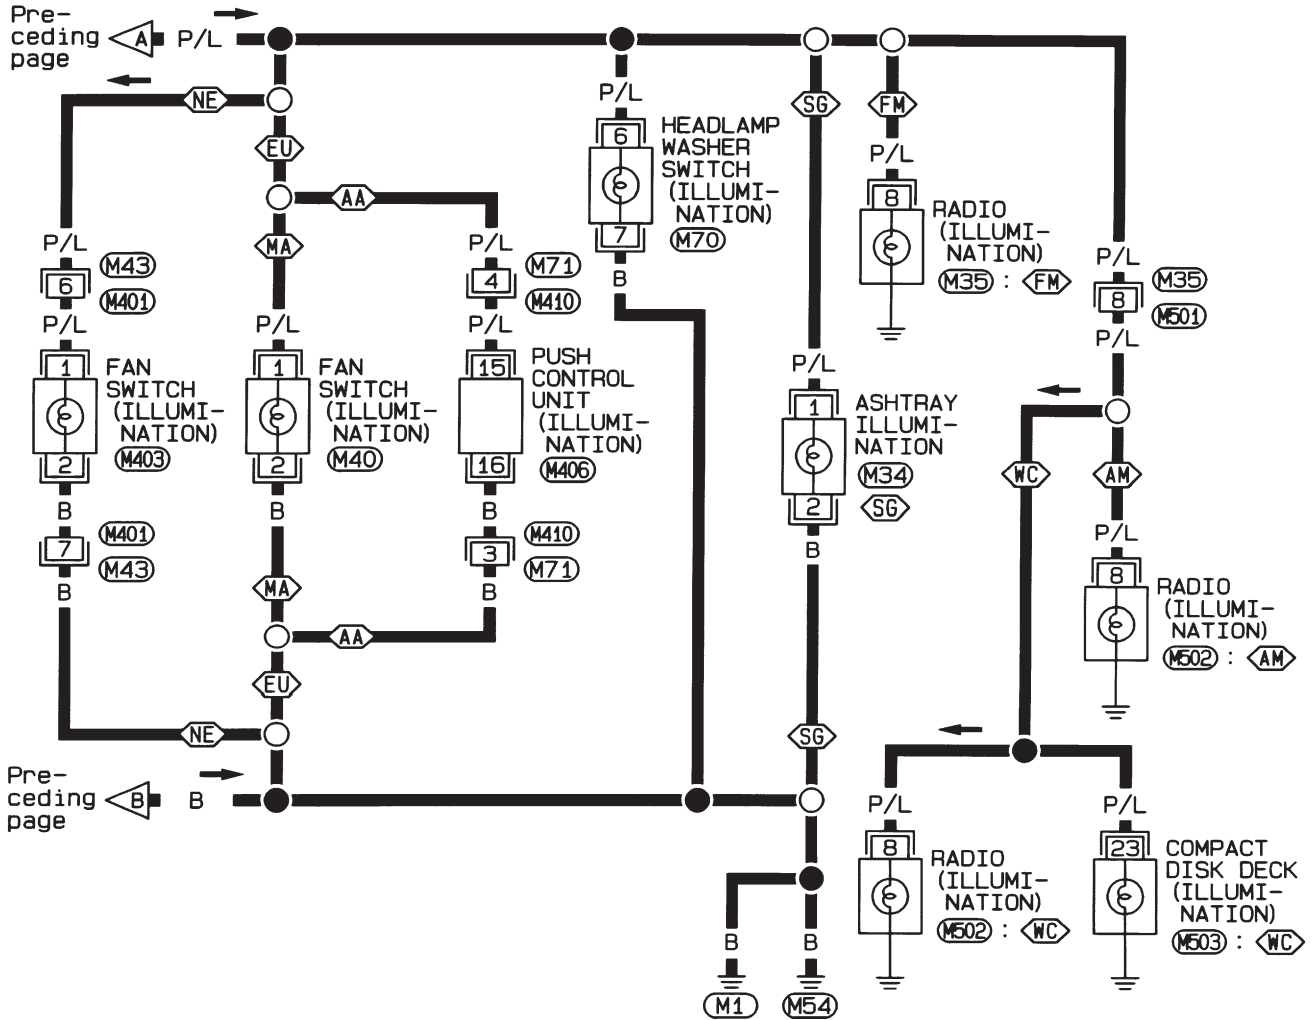 Pre-
ceding
page
A
P/L
NE
EU
AA
MA
P/L
6
M43
M401
P/L
1
FAN
SWITCH
(ILLUMI-
NATION)
M403
2
B
7
M401
M43
B
NE
P/L
1
FAN
SWITCH
(ILLUMI-
NATION)
M40
2
B
MA
AA
EU
P/L
4
M71
M410
P/L
15
PUSH
CONTROL
UNIT
(ILLUMI-
NATION)
M406
16
B
3
M410
M71
B
P/L
6
HEADLAMP
WASHER
SWITCH
(ILLUMI-
NATION)
M70
7
B
SG
P/L
1
ASHTRAY
ILLUMI-
NATION
M34
SG
2
B
SG
FM
P/L
8
RADIO
(ILLUMI-
NATION)
M35 : FM
P/L
8
M35
M501
P/L
WC
AM
P/L
8
RADIO
(ILLUMI-
NATION)
M502 : AM
P/L
8
RADIO
(ILLUMI-
NATION)
M502 : WC
P/L
23
COMPACT
DISK DECK
(ILLUMI-
NATION)
M503 : WC
Pre-
ceding
page
B
B
B
M1
B
M54